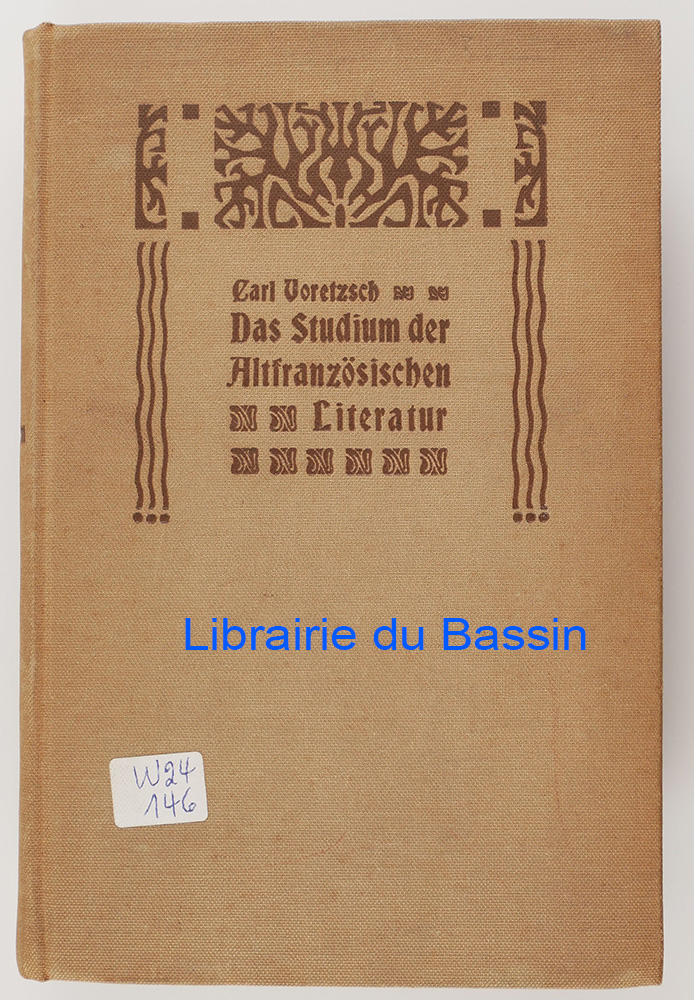 Carl Voretzsch
Das Studium der
Altfranzösischen
Literatur
Librairie du Bassin
W24
146